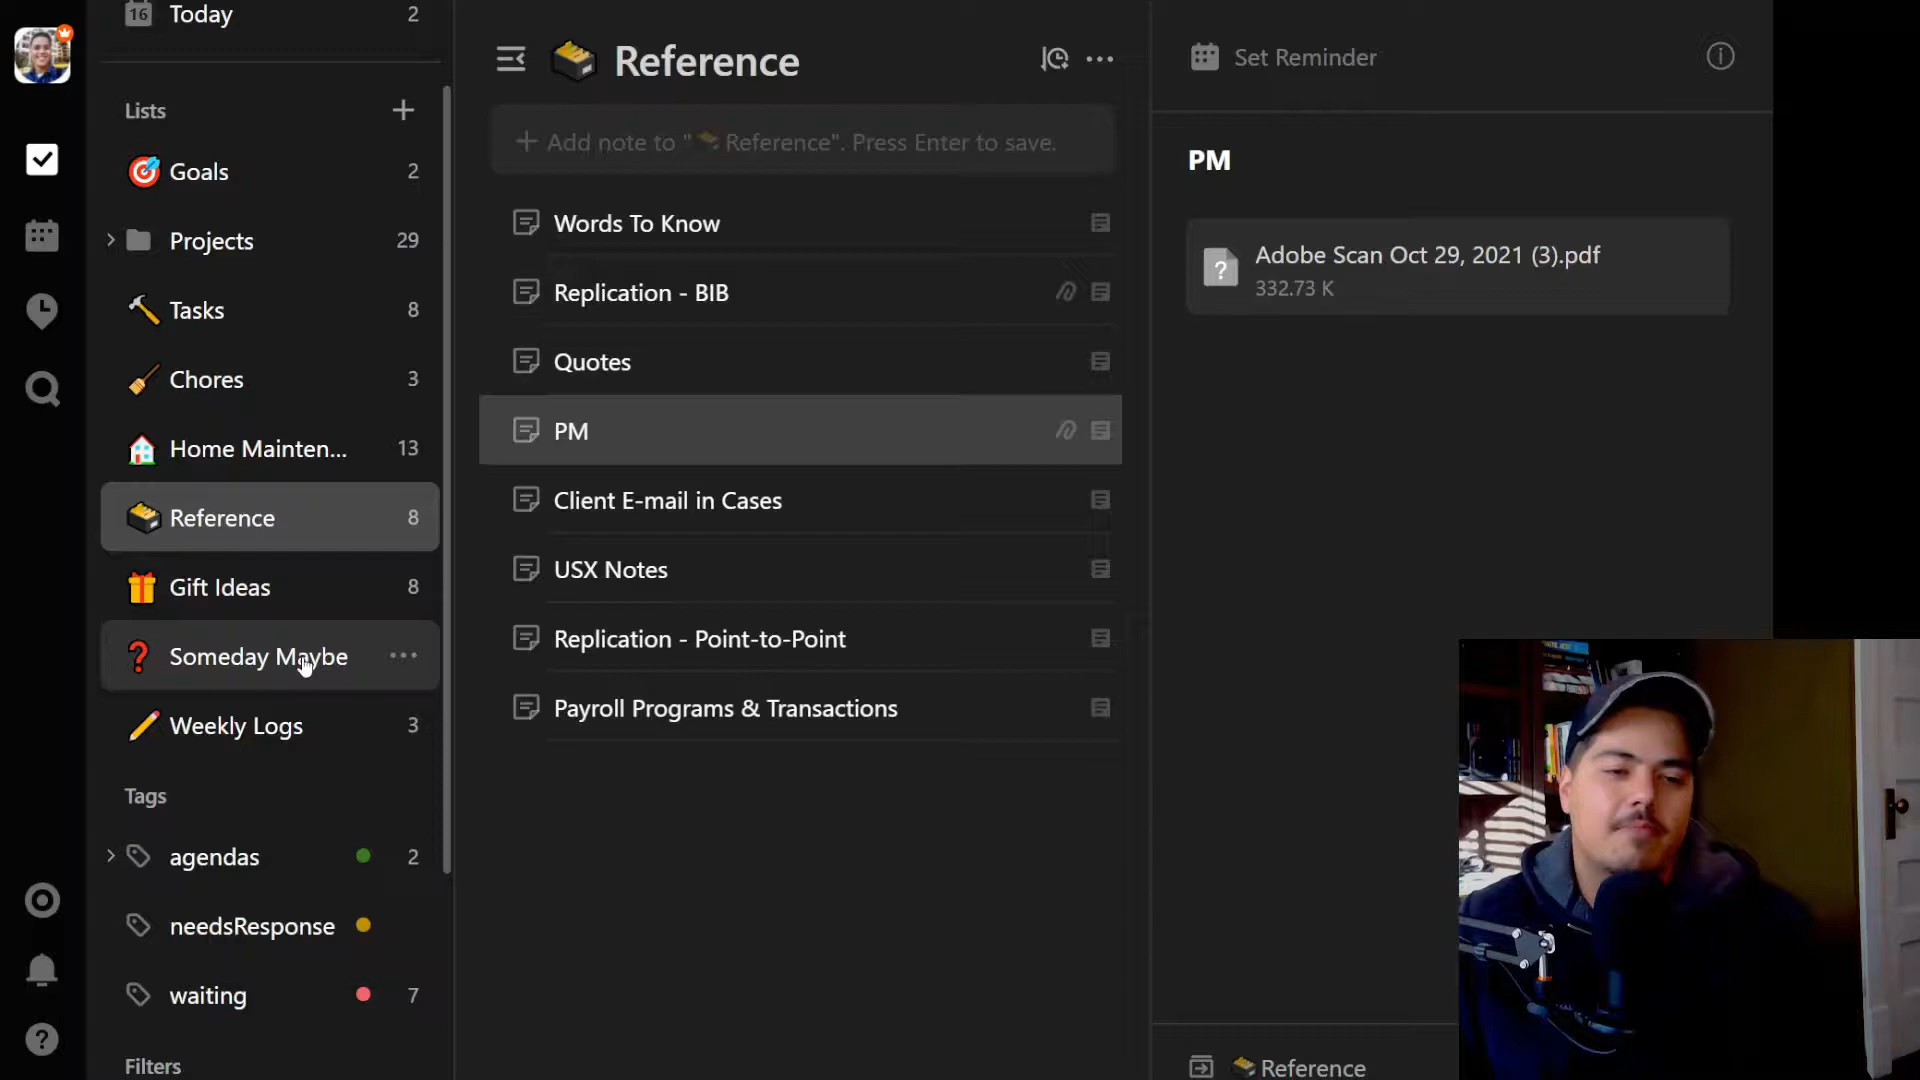 16 Today 2
Lists
Goals 2
Projects 29
Tasks 8
Chores 3
Home Mainten... 13
Reference 8
Gift Ideas 8
Someday Maybe
Weekly Logs 3
Tags
agendas 2
needsResponse
waiting 7
Filters
Reference
Add note to " Reference". Press Enter to save.
Words To Know
Replication - BIB
Quotes
PM
Client E-mail in Cases
USX Notes
Replication - Point-to-Point
Payroll Programs & Transactions
Set Reminder
PM
Adobe Scan Oct 29, 2021 (3).pdf
332.73 K
Reference